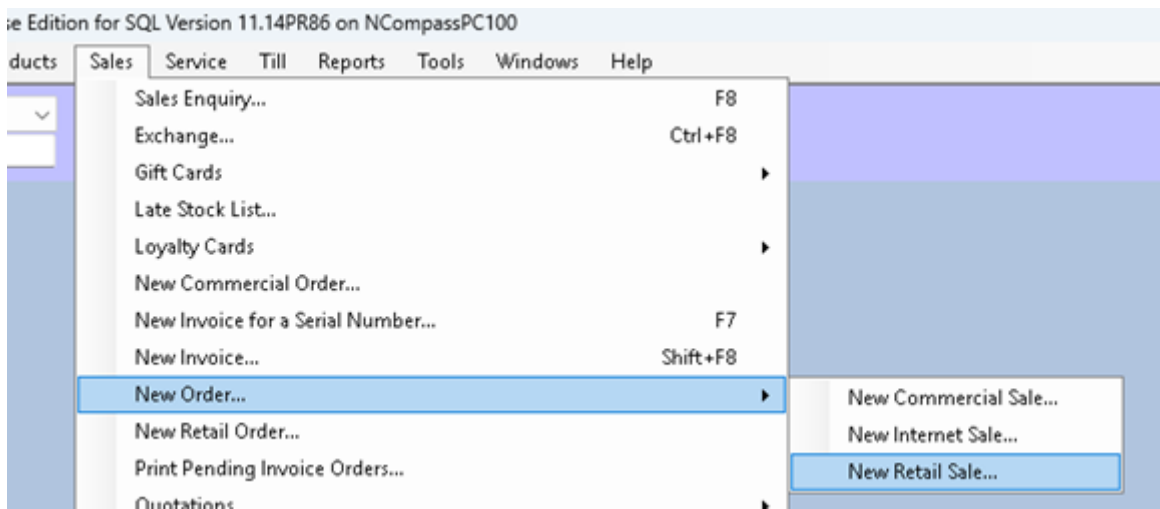 se Edition for SQL Version 11.14PR86 on NCompassPC100
ducts Sales Service Till Reports Tools Windows Help
Sales Enquiry... F8
Exchange... Ctrl+F8
Gift Cards
Late Stock List...
Loyalty Cards
New Commercial Order...
New Invoice for a Serial Number... F7
New Invoice... Shift+F8
New Order...
New Commercial Sale...
New Internet Sale...
New Retail Sale...
New Retail Order...
Print Pending Invoice Orders...
Quotations